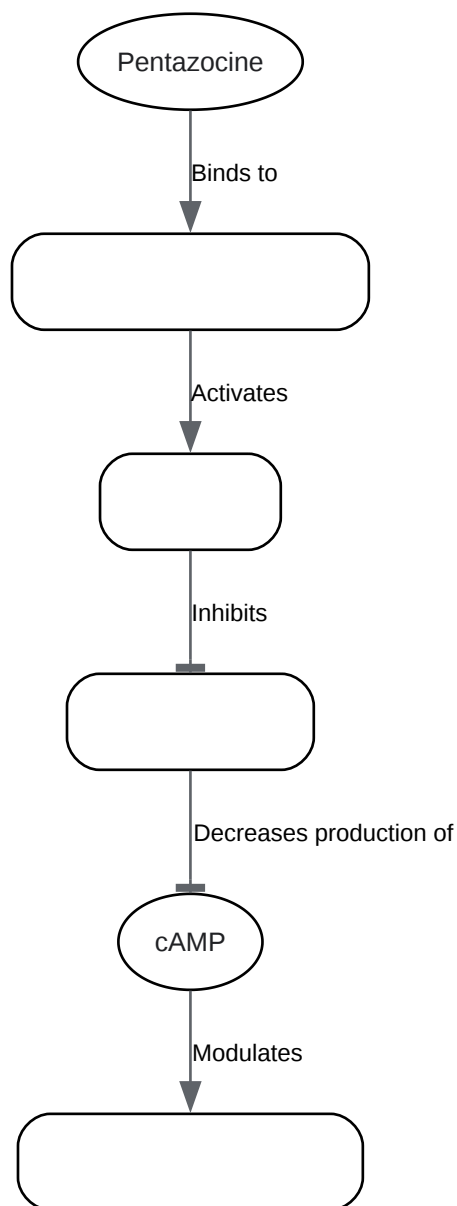 Pentazocine
Binds to
Activates
Inhibits
Decreases production of
cAMP
Modulates